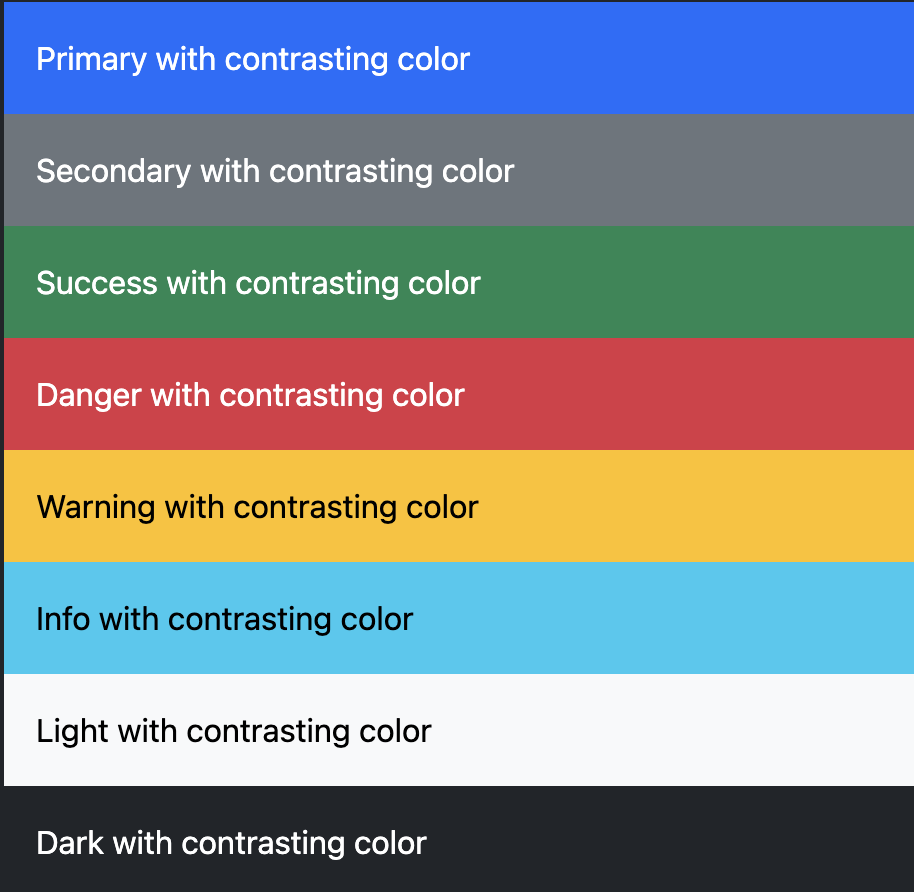 Primary with contrasting color
Secondary with contrasting color
Success with contrasting color
Danger with contrasting color
Warning with contrasting color
Info with contrasting color
Light with contrasting color
Dark with contrasting color